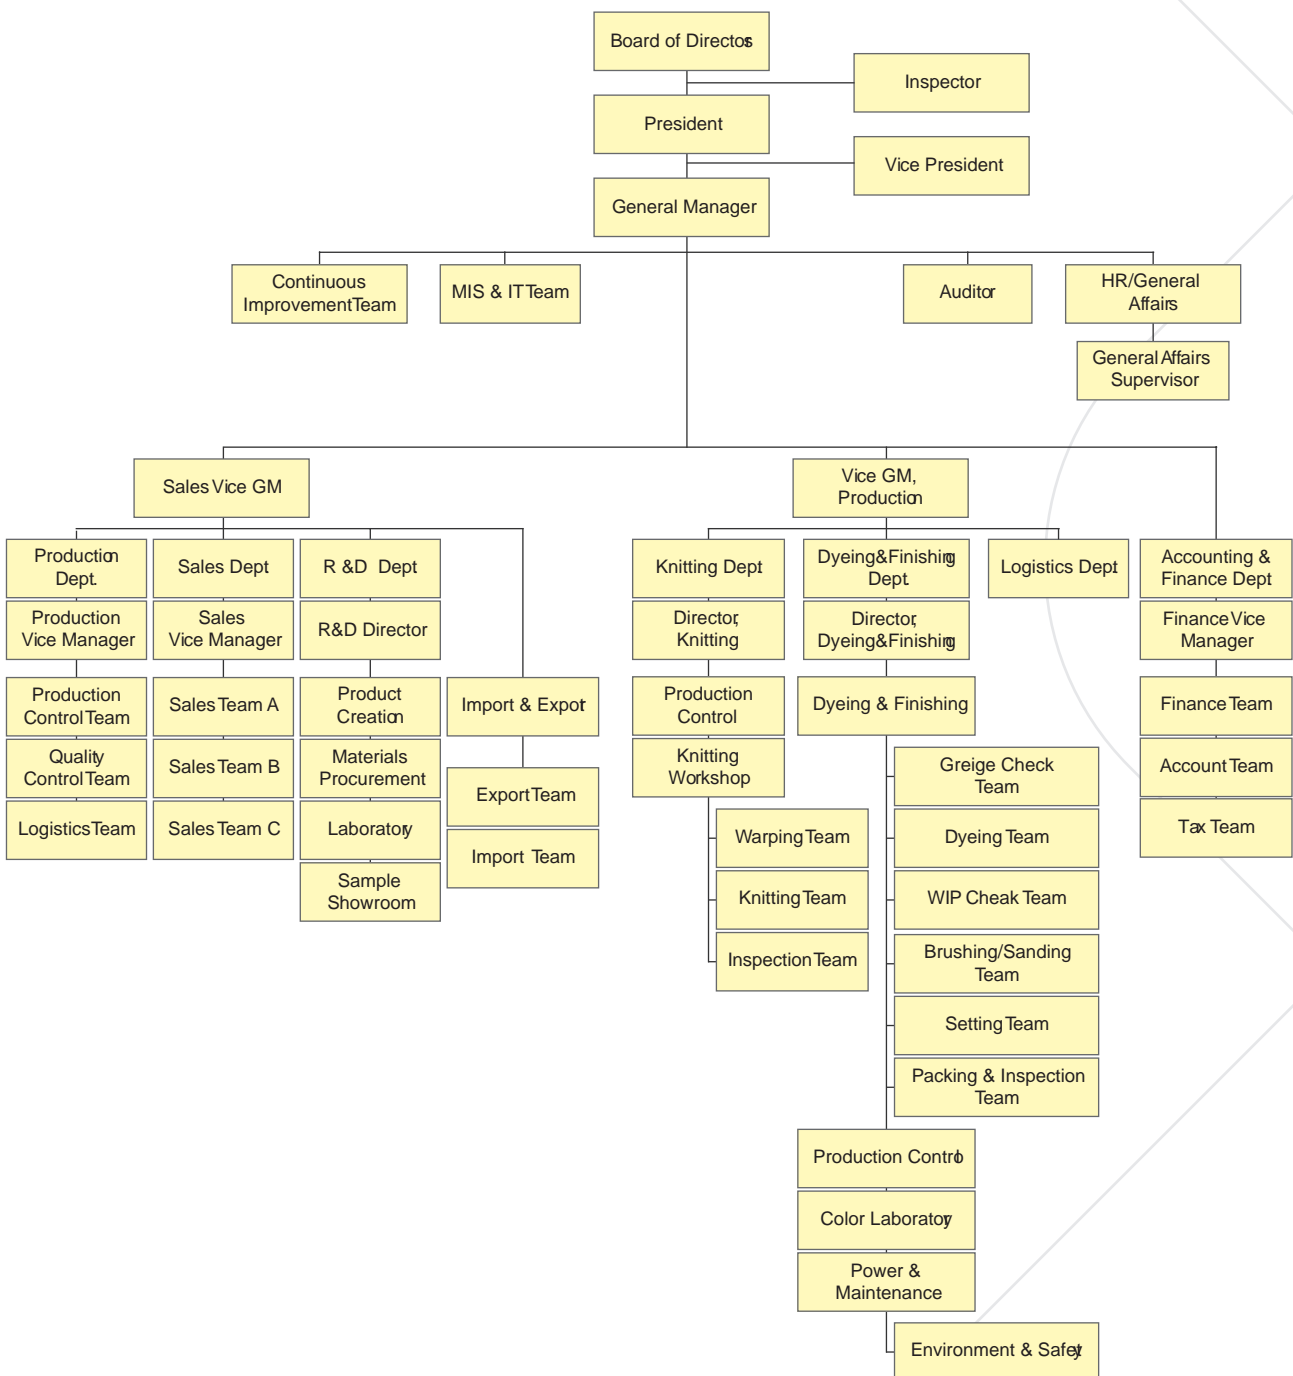 Board of Directors
Inspector
President
Vice President
General Manager
Continuous
Improvement Team
MIS & IT Team
Auditor
HR/General
Affairs
General Affairs
Supervisor
Sales Vice GM
Vice GM,
Production
Production
Dept.
Sales Dept.
R &D Dept.
Knitting Dept.
Dyeing&Finishing
Dept.
Logistics Dept.
Accounting &
Finance Dept.
Production
Vice Manager
Sales
Vice Manager
R&D Director
Director,
Knitting
Director,
Dyeing&Finishing
Finance Vice
Manager
Production
Control Team
Sales Team A
Product
Creation
Import & Export
Production
Control
Dyeing & Finishing
Finance Team
Quality
Control Team
Sales Team B
Materials
Procurement
Export Team
Knitting
Workshop
Greige Check
Team
Account Team
Logistics Team
Sales Team C
Laboratory
Import Team
Warping Team
Dyeing Team
Tax Team
Sample
Showroom
Knitting Team
WIP Cheak Team
Inspection Team
Brushing/Sanding
Team
Setting Team
Packing & Inspection
Team
Production Control
Color Laboratory
Power &
Maintenance
Environment & Safety